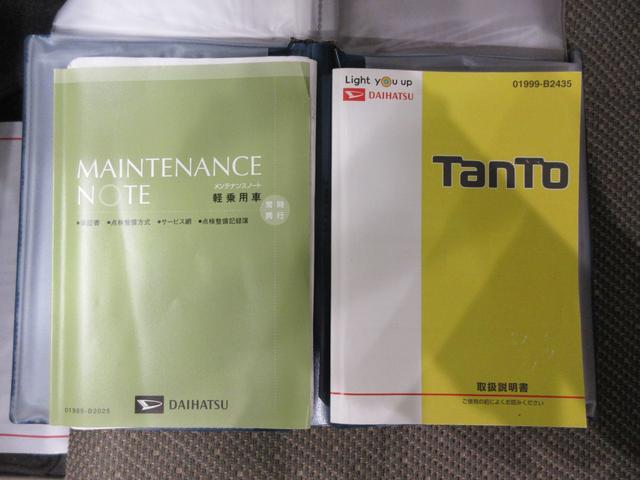 MAINTENANCE
NOTE
メンテナンスノート
軽乗用車
常時
携行
●保証書 ●点検整備方式 ●サービス網 ●点検整備記録簿
01985-B2025
DAIHATSU
Light you up
DAIHATSU
01999-B2435
TanTo
取扱説明書
ご使用の前によくお読みください